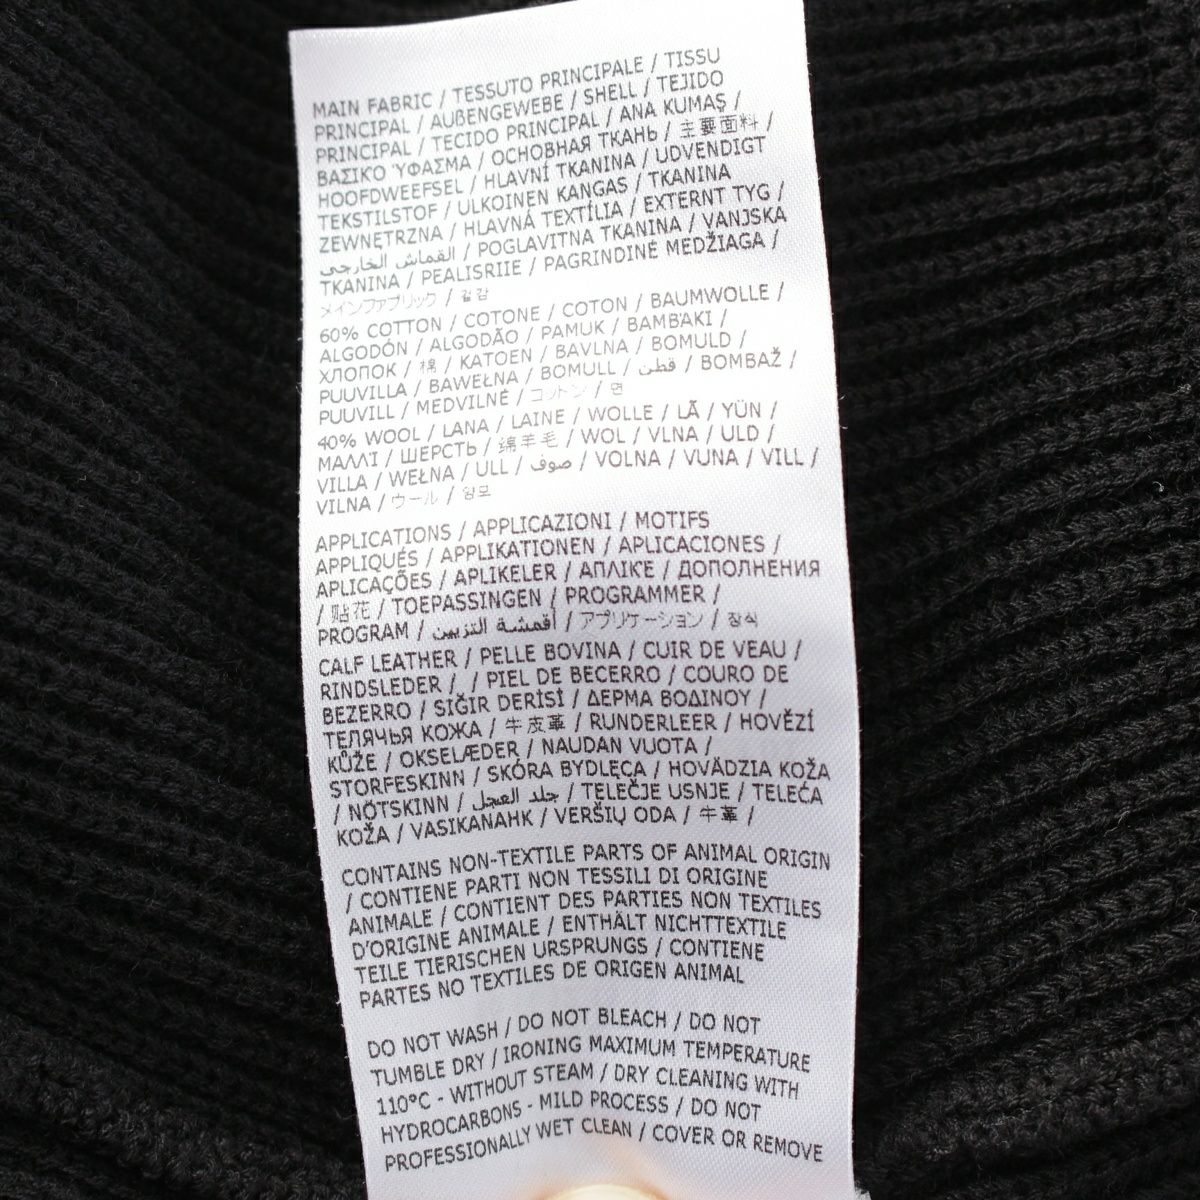 MAIN FABRIC / TESSUTO PRINCIPALE / TISSU
PRINCIPAL / AUßENGEWEBE / SHELL / TEJIDO
PRINCIPAL / TECIDO PRINCIPAL / ANA KUMAŞ /
ΒΑΣΙΚΟ ΎΦΑΣΜΑ / ОСНОВНАЯ ТКАНЬ / 主要面料 /
HOOFDWEEFSEL / HLAVNÍ TKANINA / UDVENDIGT
TEKSTILSTOF / ULKOINEN KANGAS / TKANINA
ZEWNĘTRZNA / HLAVNÁ TEXTÍLIA / EXTERNT TYG /
القماش الخارجي / POGLAVITNA TKANINA / VANJSKA
TKANINA / PEALISRIIE / PAGRINDINĖ MEDŽIAGA /
メインファブリック / 겉감
60% COTTON / COTONE / COTON / BAUMWOLLE /
ALGODÓN / ALGODÃO / PAMUK / ΒΑΜΒΆΚΙ /
ХЛОПОК / 棉 / KATOEN / BAVLNA / BOMULD /
PUUVILLA / BAWEŁNA / BOMULL / قطن / BOMBAŽ /
PUUVILL / MEDVILNĖ / コットン / 면
40% WOOL / LANA / LAINE / WOLLE / LÃ / YÜN /
ΜΑΛΛΊ / ШЕРСТЬ / 绵羊毛 / WOL / VLNA / ULD /
VILLA / WEŁNA / ULL / صوف / VOLNA / VUNA / VILL /
VILNA / ウール / 양모
APPLICATIONS / APPLICAZIONI / MOTIFS
APPLIQUÉS / APPLIKATIONEN / APLICACIONES /
APLICAÇÕES / APLIKELER / ΑΠΛΙΚΈ / ДОПОЛНЕНИЯ
/ 贴花 / TOEPASSINGEN / PROGRAMMER /
PROGRAM / أقمشة التزيين / アプリケーション / 장식
CALF LEATHER / PELLE BOVINA / CUIR DE VEAU /
RINDSLEDER / / PIEL DE BECERRO / COURO DE
BEZERRO / SIĞIR DERİSİ / ΔΕΡΜΑ ΒΟΔΙΝΟΥ /
ТЕЛЯЧЬЯ КОЖА / 牛皮革 / RUNDERLEER / HOVĚZÍ
KŮŽE / OKSELÆDER / NAUDAN VUOTA /
STORFESKINN / SKÓRA BYDLĘCA / HOVÄDZIA KOŽA
/ NÖTSKINN / جلد العجل / TELEČJE USNJE / TELEĆA
KOŽA / VASIKANAHK / VERŠIŲ ODA / 牛革 /
CONTAINS NON-TEXTILE PARTS OF ANIMAL ORIGIN
/ CONTIENE PARTI NON TESSILI DI ORIGINE
ANIMALE / CONTIENT DES PARTIES NON TEXTILES
D'ORIGINE ANIMALE / ENTHÄLT NICHTTEXTILE
TEILE TIERISCHEN URSPRUNGS / CONTIENE
PARTES NO TEXTILES DE ORIGEN ANIMAL
DO NOT WASH / DO NOT BLEACH / DO NOT
TUMBLE DRY / IRONING MAXIMUM TEMPERATURE
110°C - WITHOUT STEAM / DRY CLEANING WITH
HYDROCARBONS - MILD PROCESS / DO NOT
PROFESSIONALLY WET CLEAN / COVER OR REMOVE